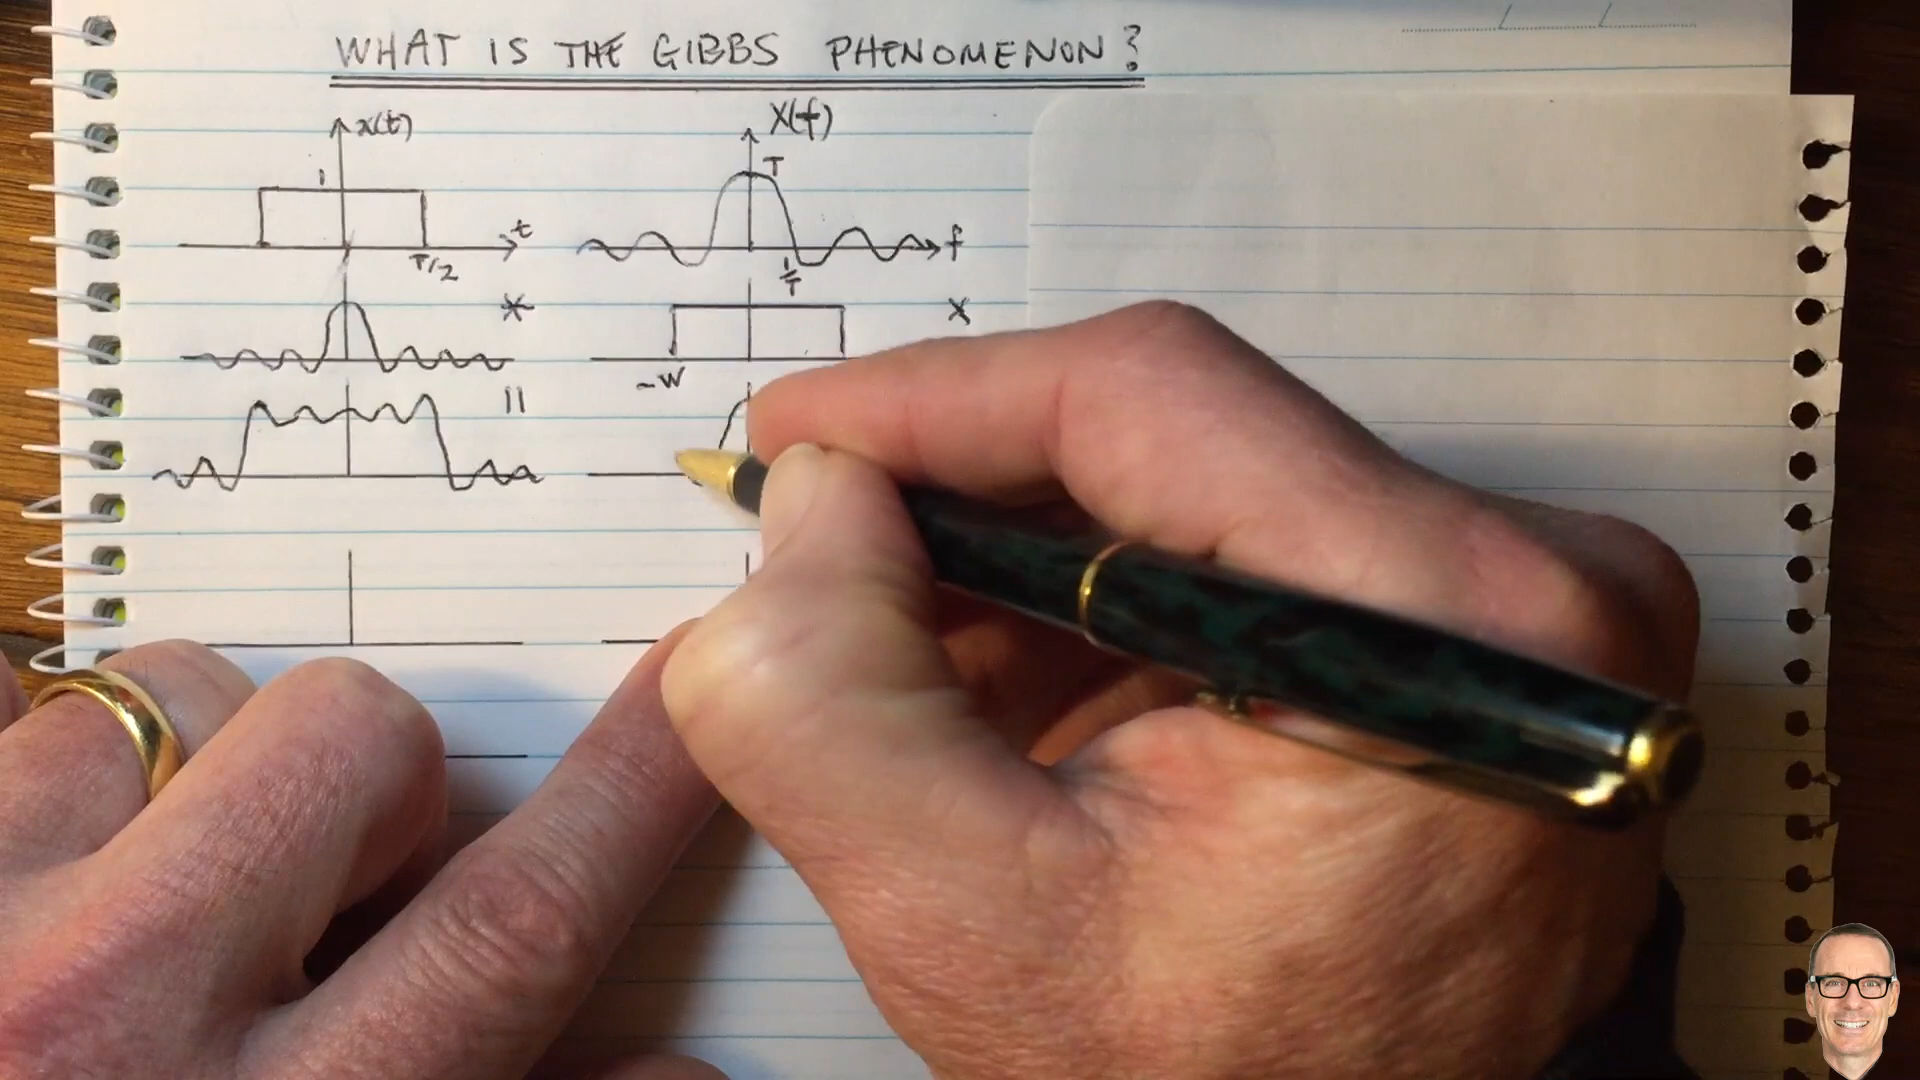 WHAT IS THE GIBBS PHENOMENON?
x(t)
X(f)
1
T
t
f
T/2
1/T
*
X
-W
||